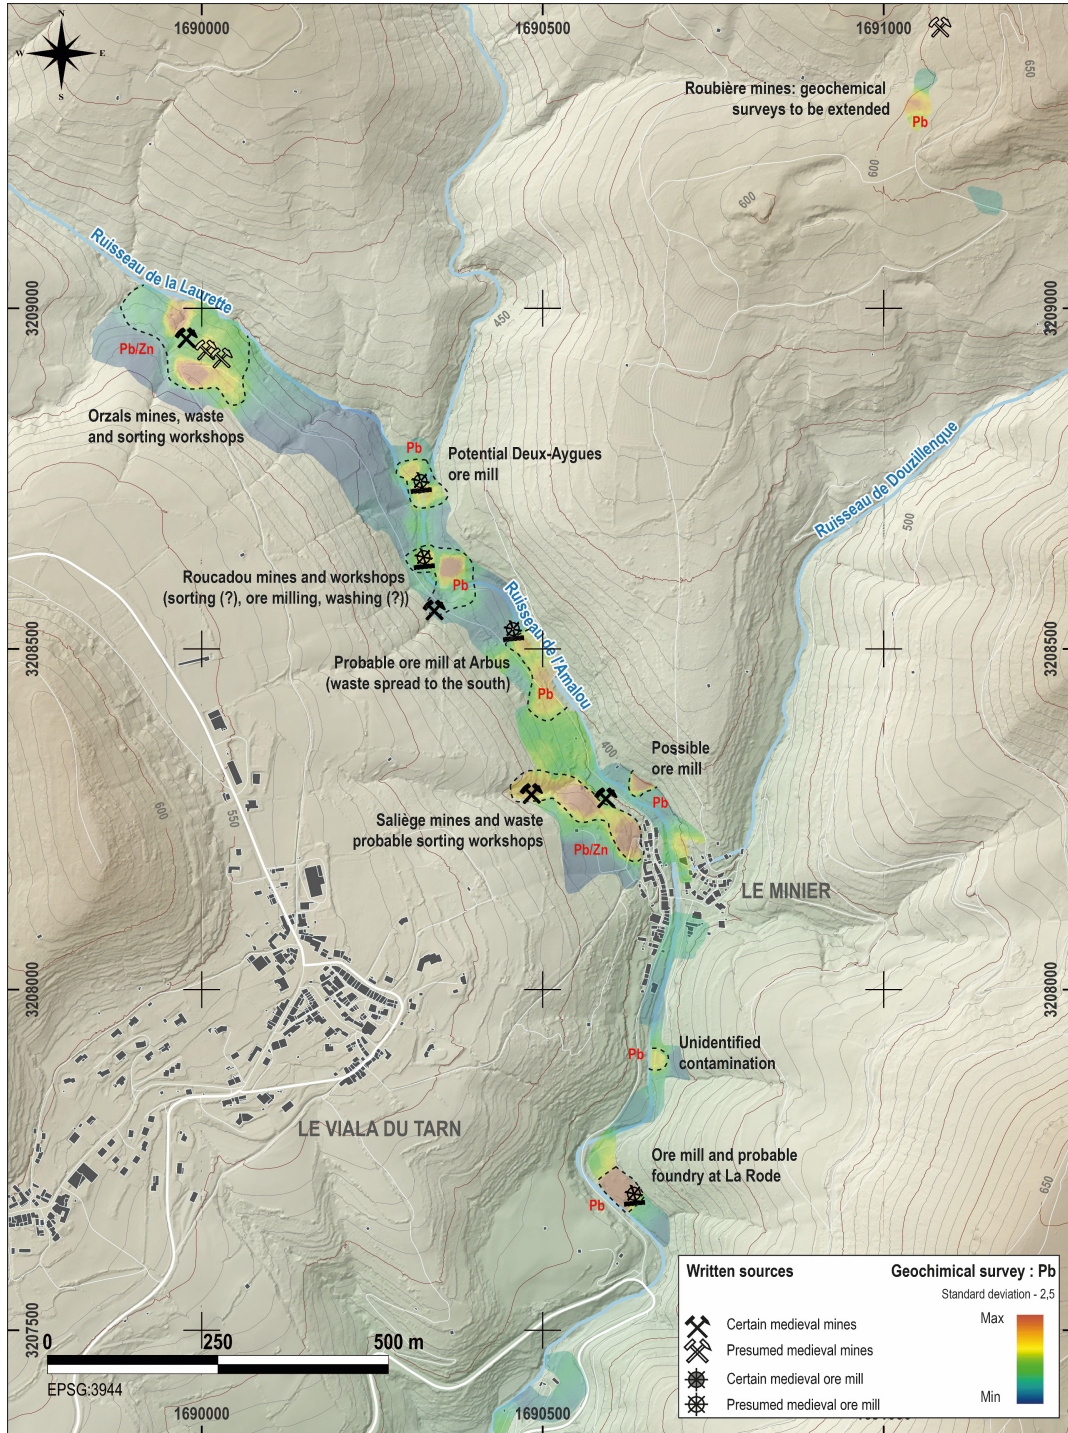 1690000
1690500
1691000
N
W
E
S
650
Roubière mines: geochemical
surveys to be extended
Pb
600
600
Ruisseau de la Laurette
3209000
3209000
450
Pb/Zn
Orzals mines, waste
and sorting workshops
Pb
Potential Deux-Aygues
ore mill
Ruisseau de Douzillenque
500
Roucadou mines and workshops
(sorting (?), ore milling, washing (?))
Pb
Ruisseau de l'Amalou
3208500
3208500
Probable ore mill at Arbus
(waste spread to the south)
Pb
400
Possible
ore mill
Pb
600
550
Saliège mines and waste
probable sorting workshops
Pb/Zn
LE MINIER
3208000
3208000
Unidentified
contamination
Pb
LE VIALA DU TARN
Ore mill and probable
foundry at La Rode
Pb
650
3207500
0
250
500 m
EPSG:3944
Written sources
Certain medieval mines
Presumed medieval mines
Certain medieval ore mill
Presumed medieval ore mill
Geochimical survey : Pb
Standard deviation - 2,5
Max
Min
1690000
1690500